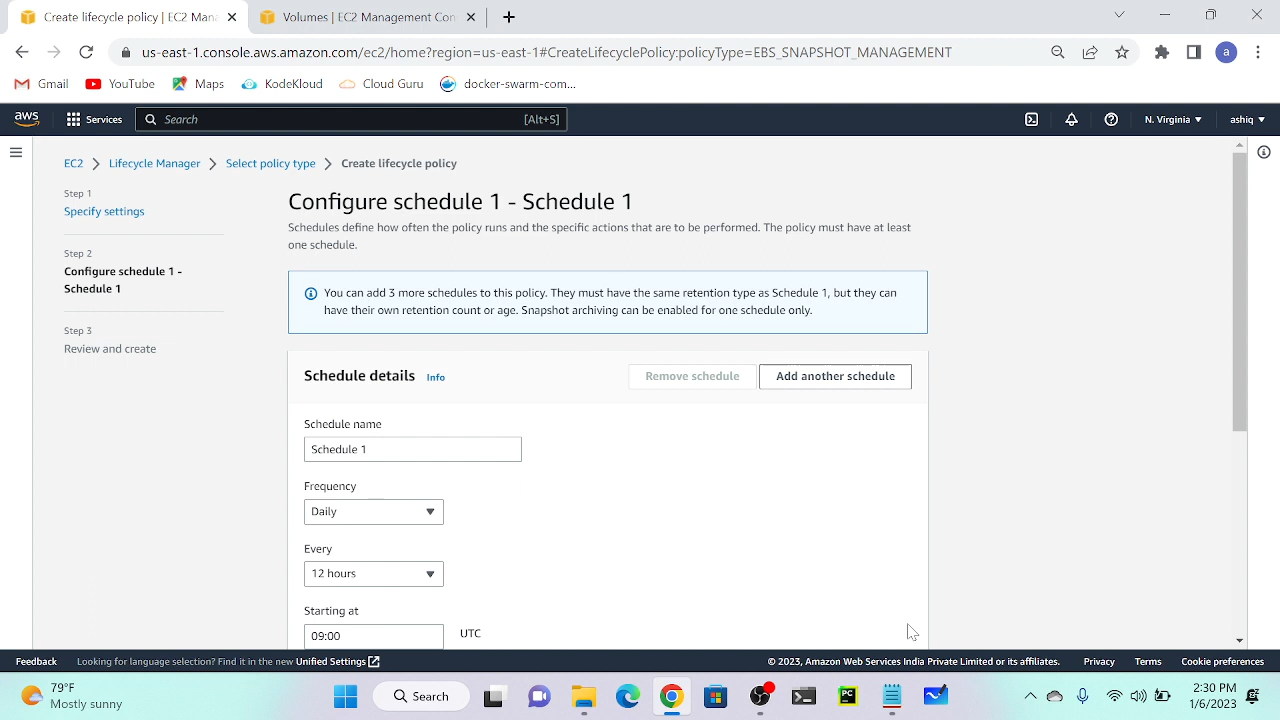 Create lifecycle policy | EC2 Mana
Volumes | EC2 Management Con
us-east-1.console.aws.amazon.com/ec2/home?region=us-east-1#CreateLifecyclePolicy:policyType=EBS_SNAPSHOT_MANAGEMENT
a
Gmail
YouTube
Maps
KodeKloud
Cloud Guru
docker-swarm-com...
aws
Services
Search
[Alt+S]
N. Virginia
ashiq
EC2
Lifecycle Manager
Select policy type
Create lifecycle policy
Step 1
Specify settings
Step 2
Configure schedule 1 -
Schedule 1
Step 3
Review and create
Configure schedule 1 - Schedule 1
Schedules define how often the policy runs and the specific actions that are to be performed. The policy must have at least
one schedule.
You can add 3 more schedules to this policy. They must have the same retention type as Schedule 1, but they can
have their own retention count or age. Snapshot archiving can be enabled for one schedule only.
Schedule details
Info
Remove schedule
Add another schedule
Schedule name
Schedule 1
Frequency
Daily
Every
12 hours
Starting at
09:00
UTC
Feedback
Looking for language selection? Find it in the new Unified Settings
© 2023, Amazon Web Services India Private Limited or its affiliates.
Privacy
Terms
Cookie preferences
79°F
Mostly sunny
Search
PC
2:30 PM
1/6/2023